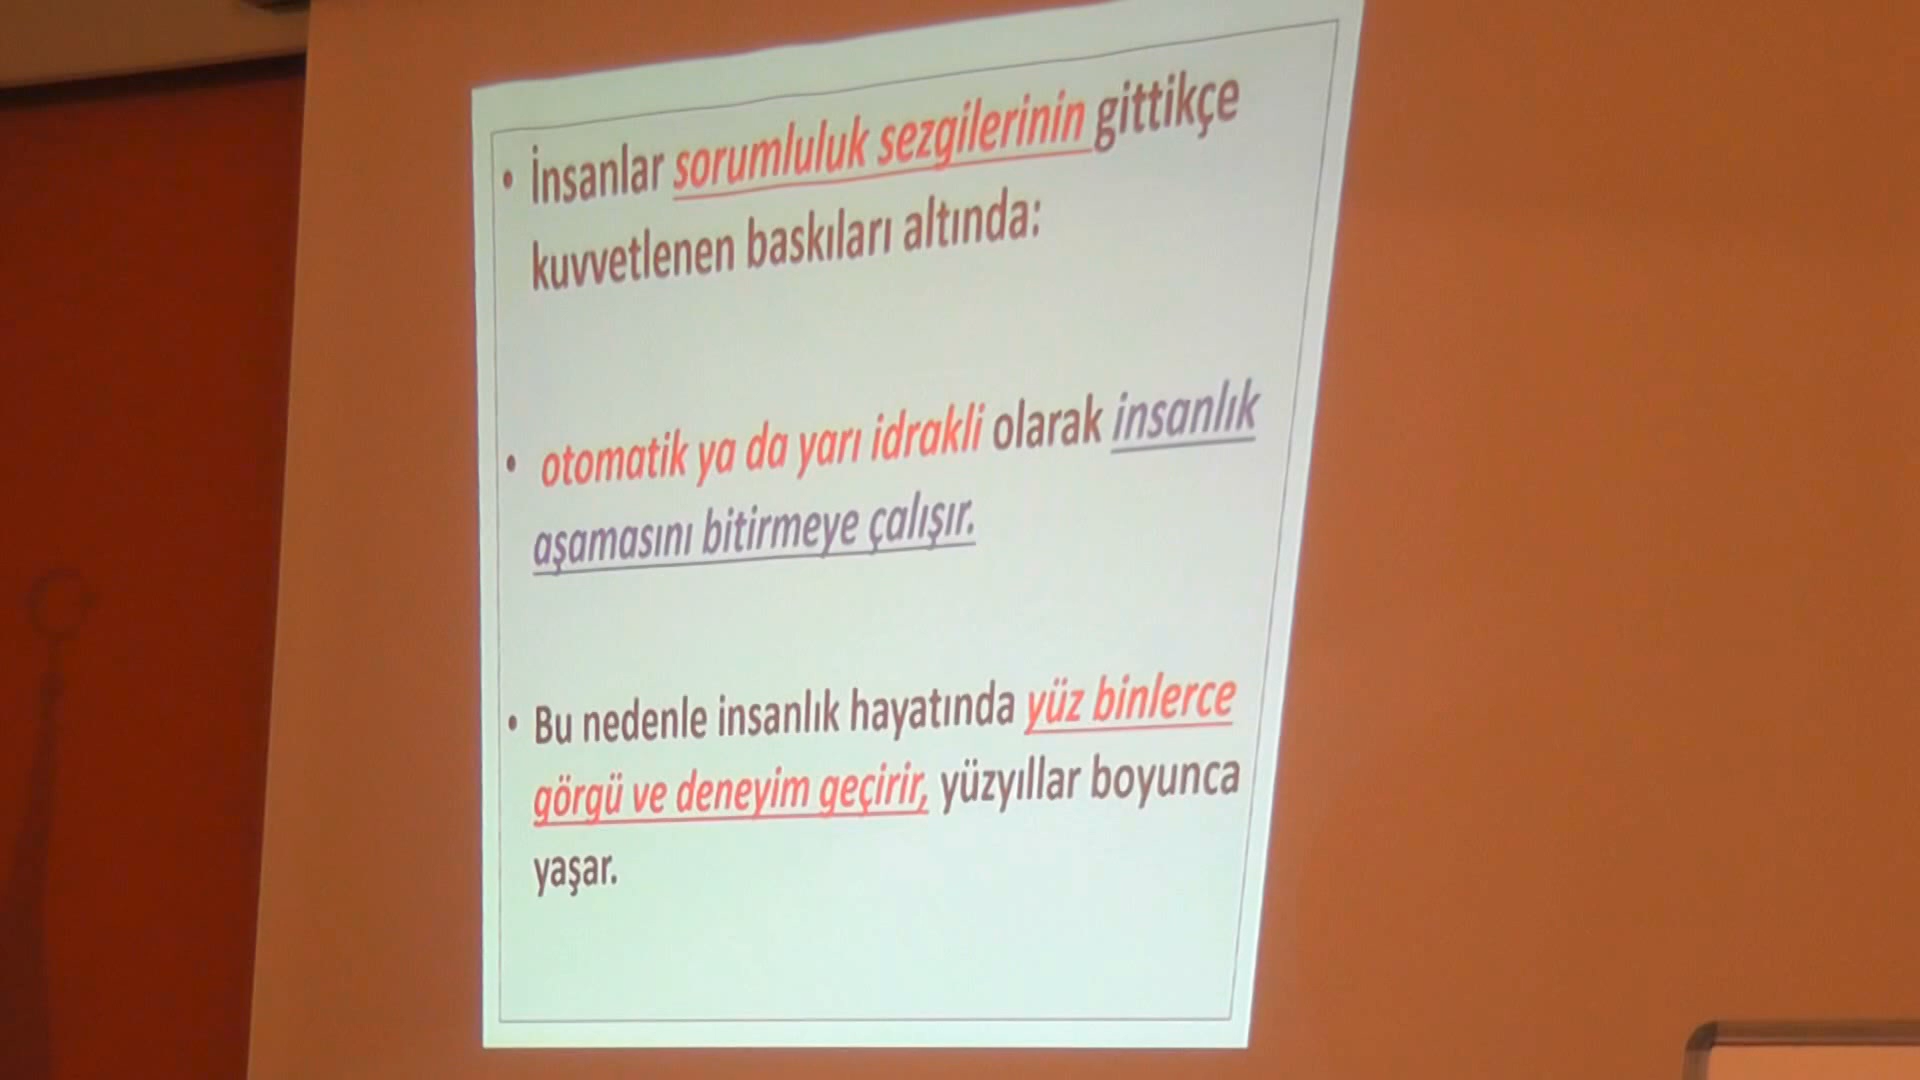 • İnsanlar sorumluluk sezgilerinin gittikçe
kuvvetlenen baskıları altında:
• otomatik ya da yarı idrakli olarak insanlık
aşamasını bitirmeye çalışır.
• Bu nedenle insanlık hayatında yüz binlerce
görgü ve deneyim geçirir, yüzyıllar boyunca
yaşar.